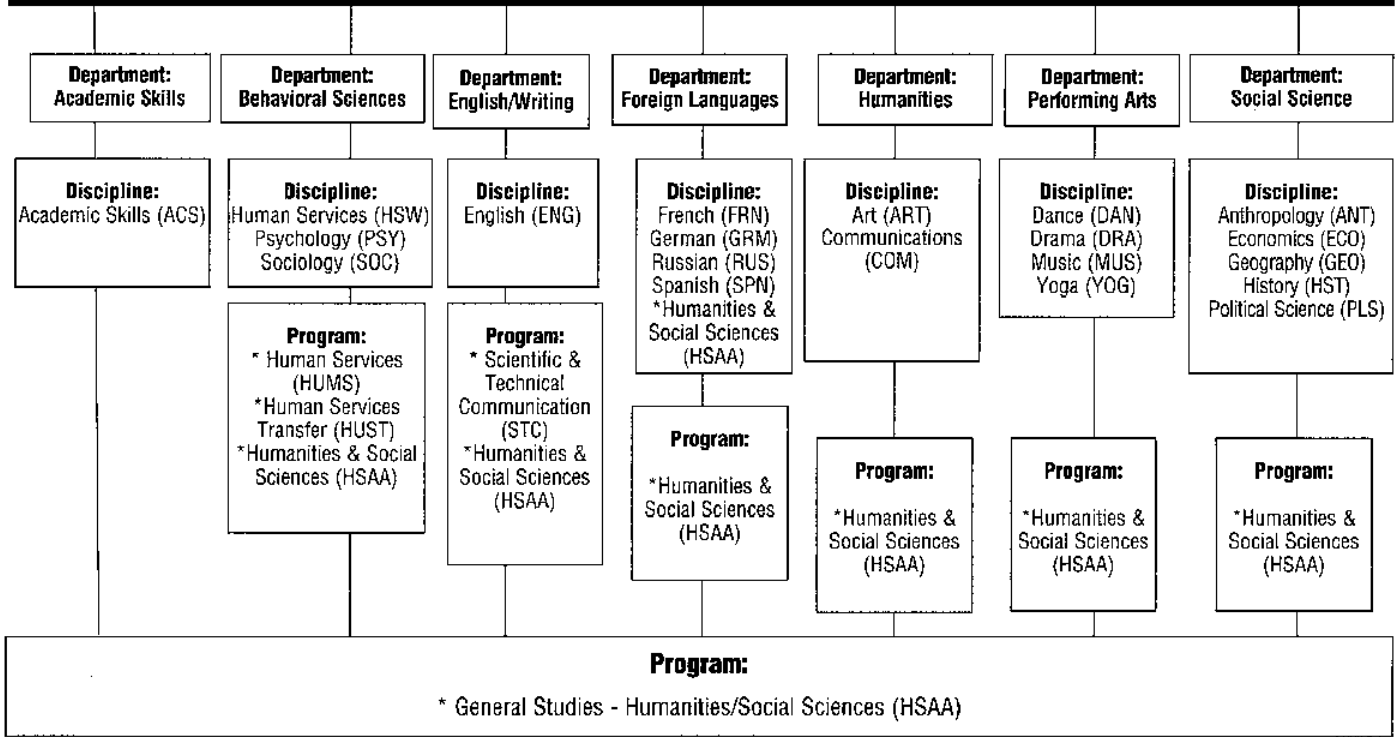 Department:
Academic Skills
Department:
Behavioral Sciences
Department:
English/Writing
Department:
Foreign Languages
Department:
Humanities
Department:
Performing Arts
Department:
Social Science
Discipline:
Academic Skills (ACS)
Discipline:
Human Services (HSW)
Psychology (PSY)
Sociology (SOC)
Discipline:
English (ENG)
Discipline:
French (FRN)
German (GRM)
Russian (RUS)
Spanish (SPN)
*Humanities &
Social Sciences
(HSAA)
Discipline:
Art (ART)
Communications
(COM)
Discipline:
Dance (DAN)
Drama (DRA)
Music (MUS)
Yoga (YOG)
Discipline:
Anthropology (ANT)
Economics (ECO)
Geography (GEO)
History (HST)
Political Science (PLS)
Program:
* Human Services
(HUMS)
*Human Services
Transfer (HUST)
*Humanities & Social
Sciences (HSAA)
Program:
* Scientific &
Technical
Communication
(STC)
*Humanities &
Social Sciences
(HSAA)
Program:
*Humanities &
Social Sciences
(HSAA)
Program:
*Humanities &
Social Sciences
(HSAA)
Program:
*Humanities &
Social Sciences
(HSAA)
Program:
*Humanities &
Social Sciences
(HSAA)
Program:
* General Studies - Humanities/Social Sciences (HSAA)